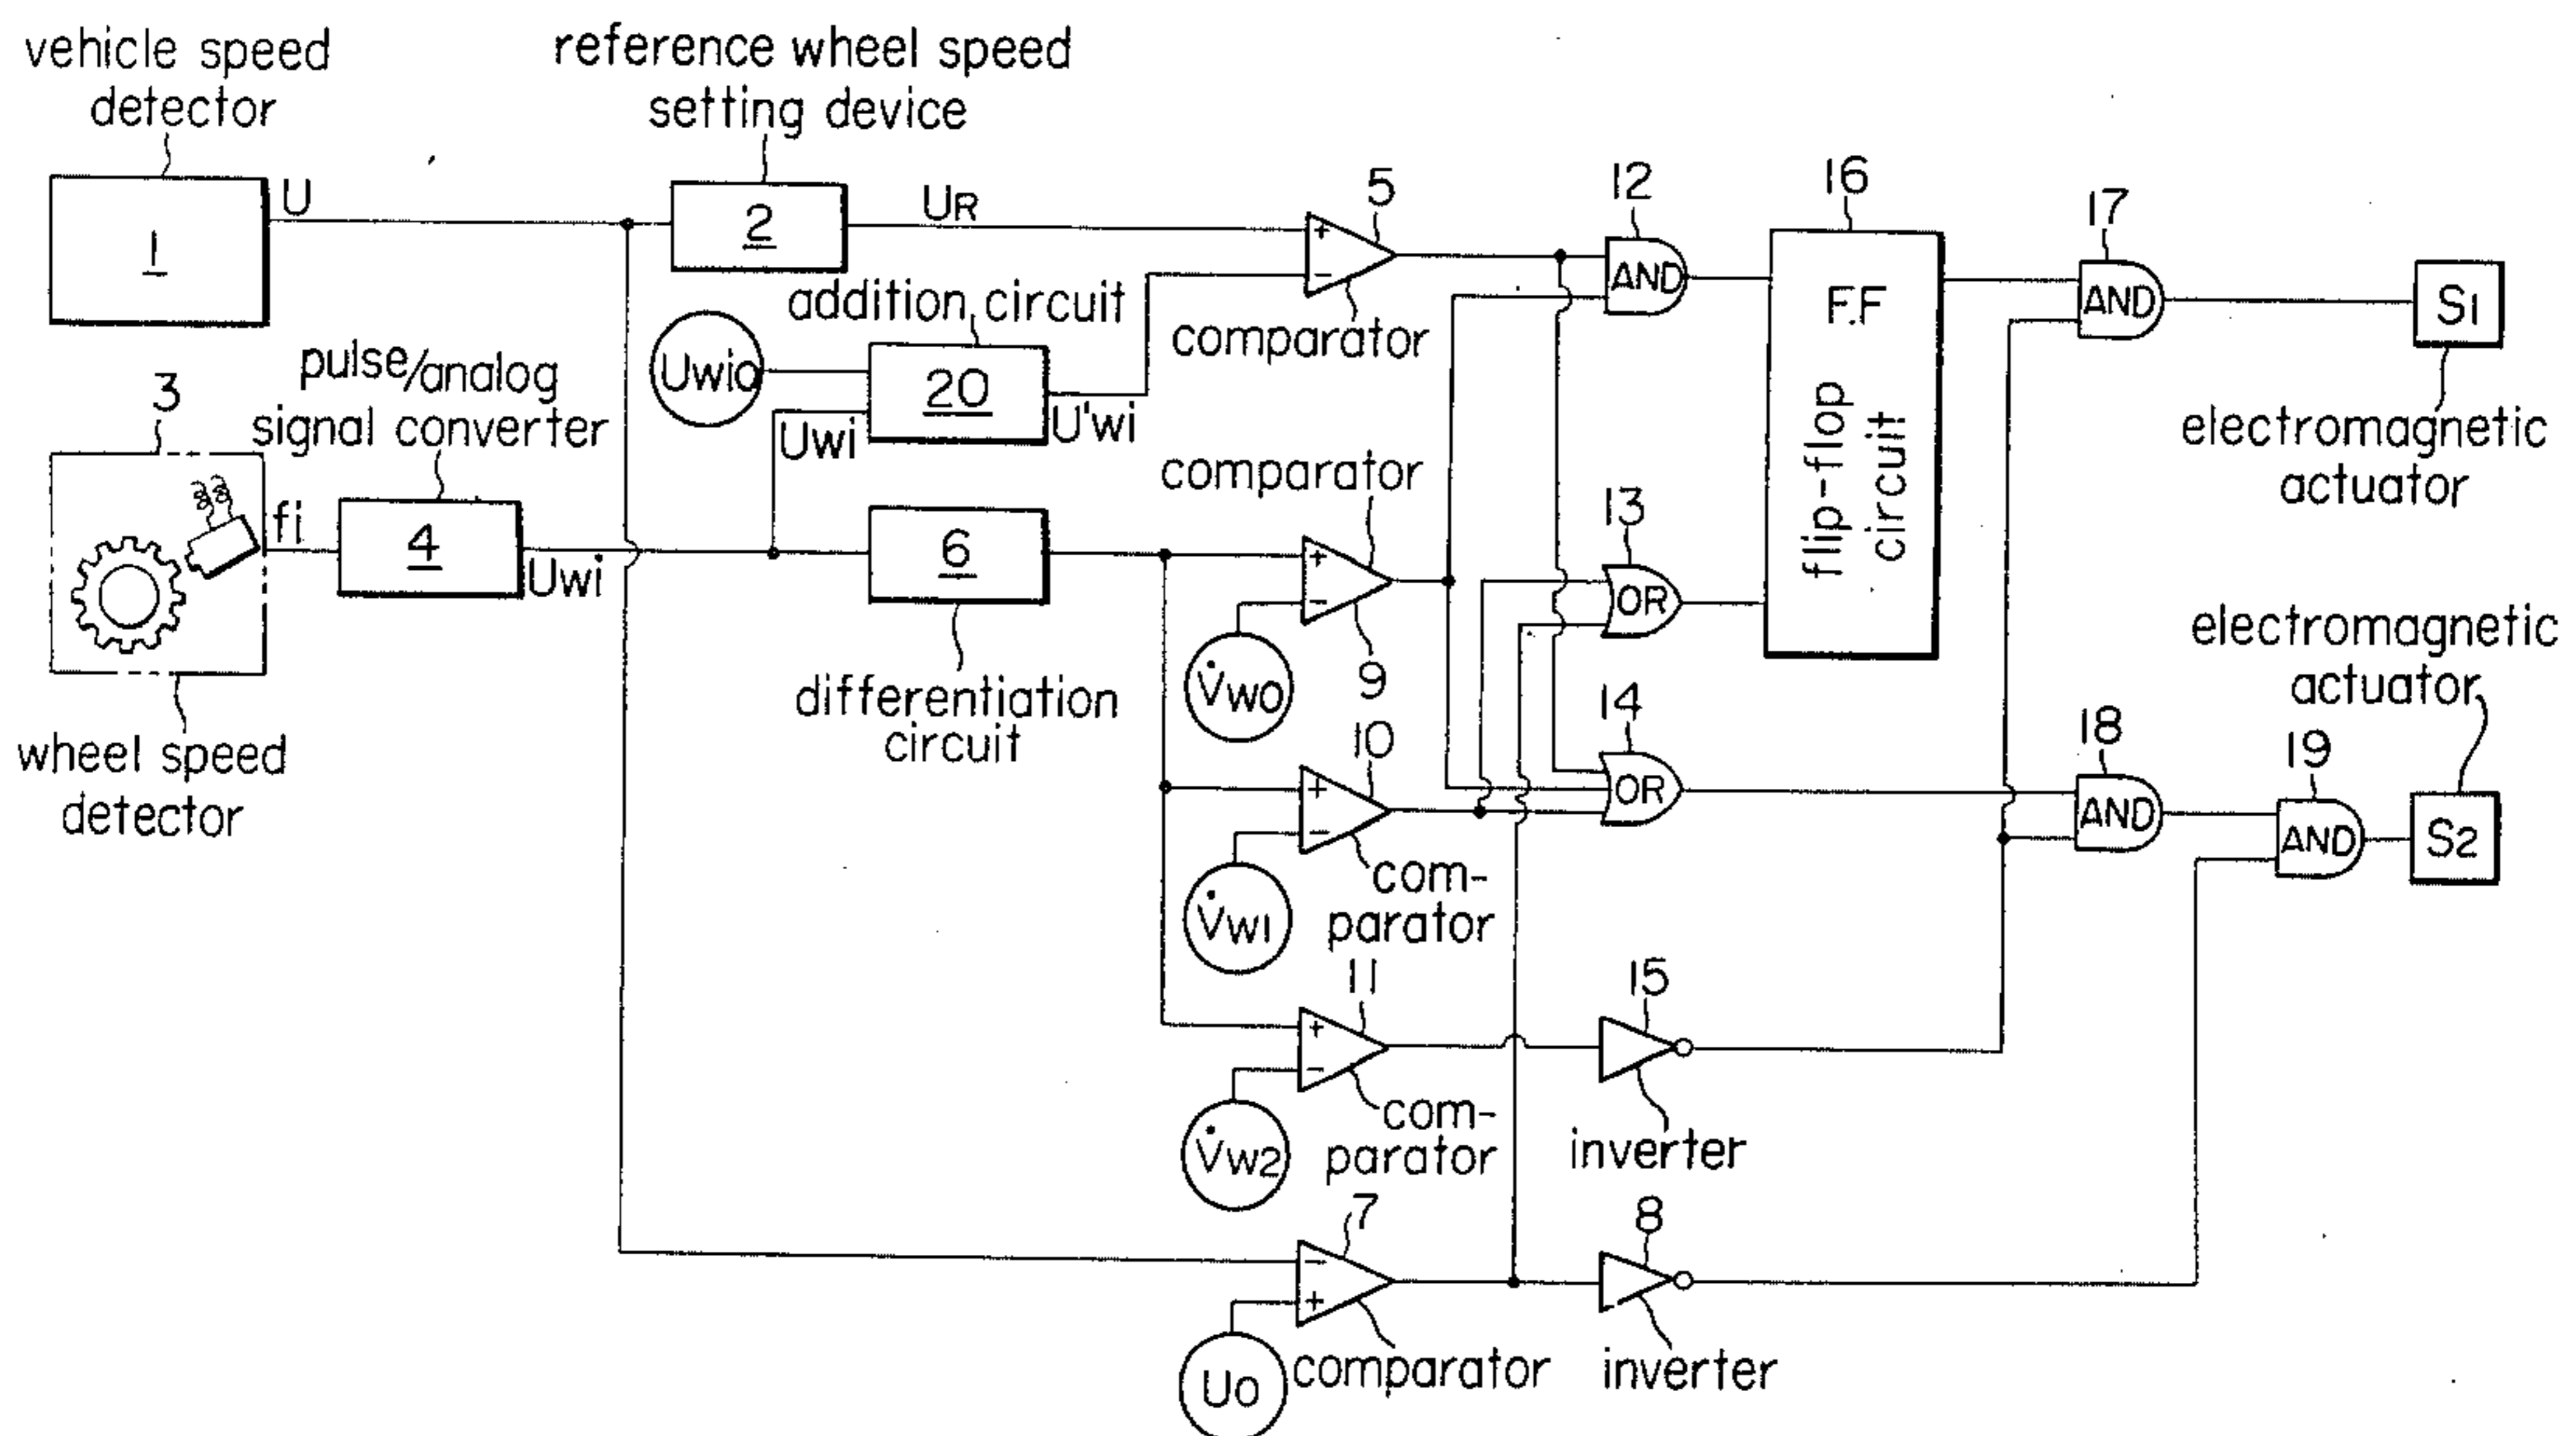 vehicle speed
detector
1
U
reference wheel speed
setting device
2
UR
5
comparator
12
AND
16
F.F
flip-flop
circuit
17
AND
S1
electromagnetic
actuator
addition circuit
20
Uwi
U'wi
3
fi
wheel speed
detector
pulse/analog
signal converter
4
Uwi
6
differentiation
circuit
comparator
+
-
9
V̇W0
10
+
-
com-
parator
V̇W1
11
+
-
com-
parator
V̇W2
7
-
+
comparator
U0
+
-
13
OR
14
OR
15
inverter
8
inverter
18
AND
19
AND
electromagnetic
actuator
S2